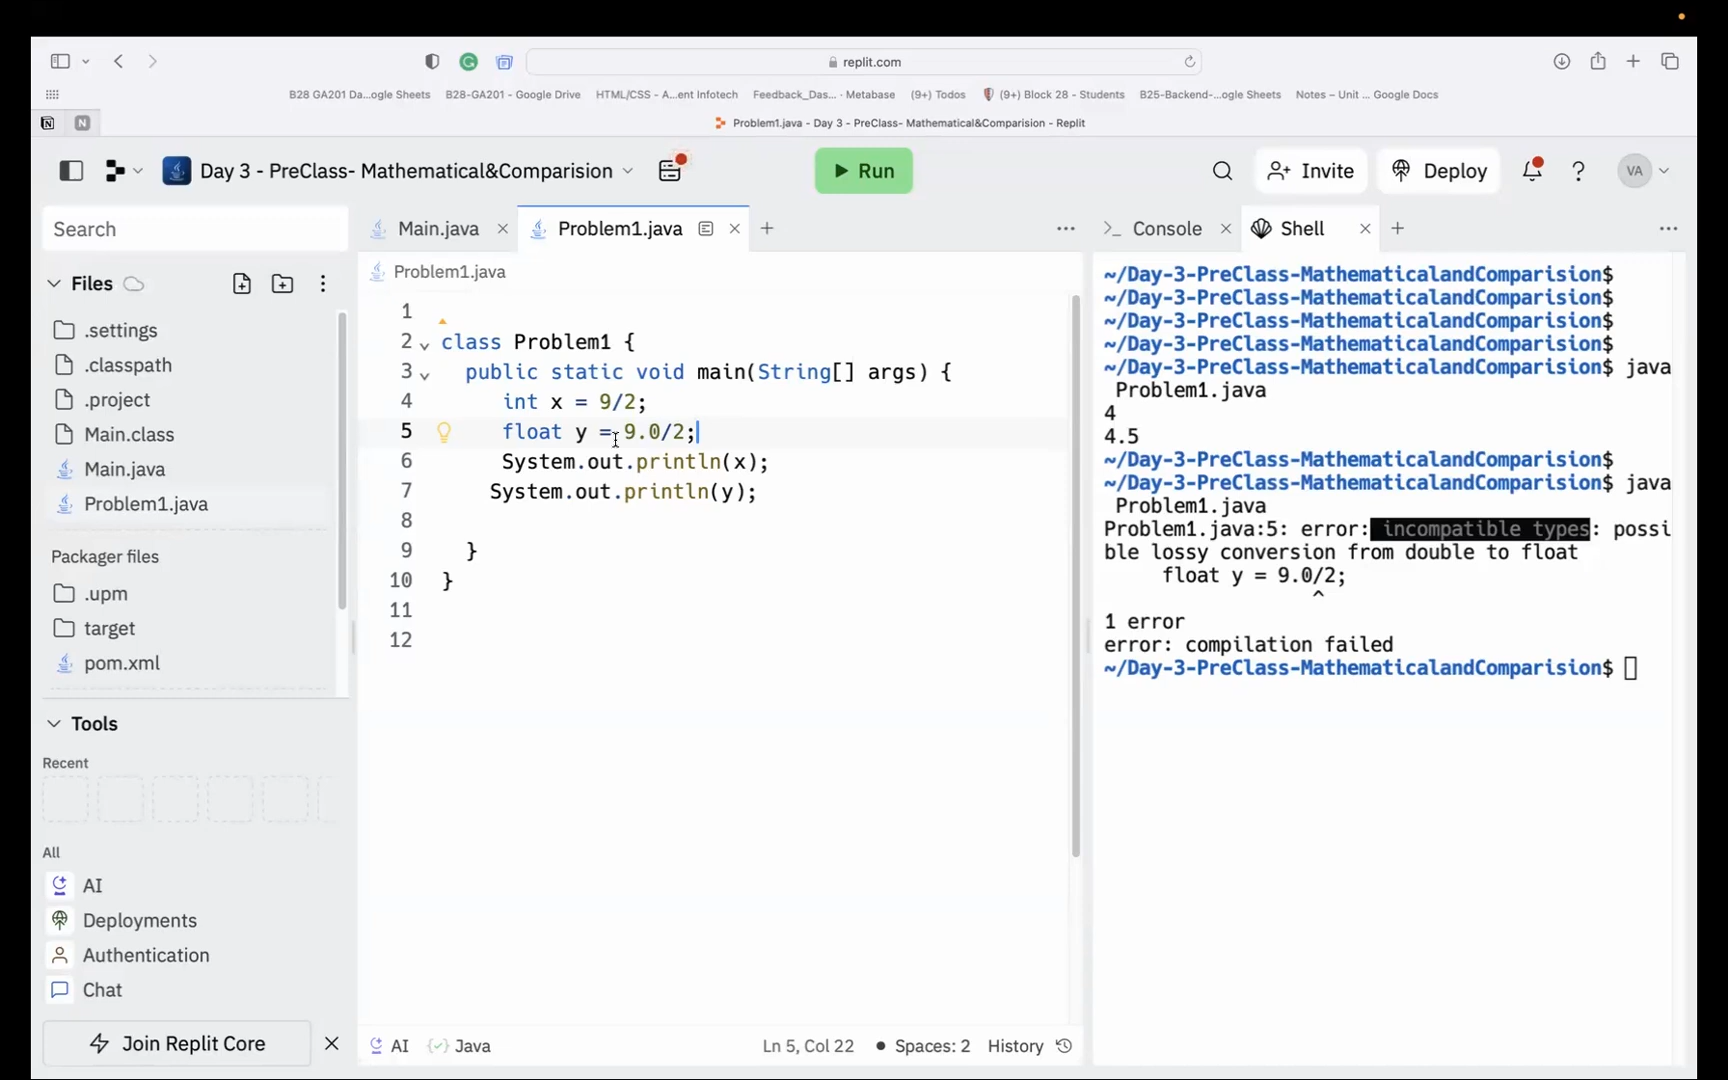 replit.com
B28 GA201 Da...ogle Sheets B28-GA201 - Google Drive HTML/CSS - A...ent Infotech Feedback_Das... · Metabase (9+) Todos (9+) Block 28 - Students B25-Backend-...ogle Sheets Notes – Unit ... Google Docs
N N Problem1.java - Day 3 - PreClass- Mathematical&Comparision - Replit
Day 3 - PreClass- Mathematical&Comparision Run Invite Deploy ? VA
Search
Files
.settings
.classpath
.project
Main.class
Main.java
Problem1.java
Packager files
.upm
target
pom.xml
Tools
Recent
All
AI
Deployments
Authentication
Chat
Join Replit Core
Main.java Problem1.java
Problem1.java
1
2 class Problem1 {
3 public static void main(String[] args) {
4 int x = 9/2;
5 float y = 9.0/2;
6 System.out.println(x);
7 System.out.println(y);
8
9 }
10 }
11
12
AI Java Ln 5, Col 22 Spaces: 2 History
Console Shell
~/Day-3-PreClass-MathematicalandComparision$
~/Day-3-PreClass-MathematicalandComparision$
~/Day-3-PreClass-MathematicalandComparision$
~/Day-3-PreClass-MathematicalandComparision$
~/Day-3-PreClass-MathematicalandComparision$ java
Problem1.java
4
4.5
~/Day-3-PreClass-MathematicalandComparision$
~/Day-3-PreClass-MathematicalandComparision$ java
Problem1.java
Problem1.java:5: error: incompatible types: possi
ble lossy conversion from double to float
float y = 9.0/2;
^
1 error
error: compilation failed
~/Day-3-PreClass-MathematicalandComparision$